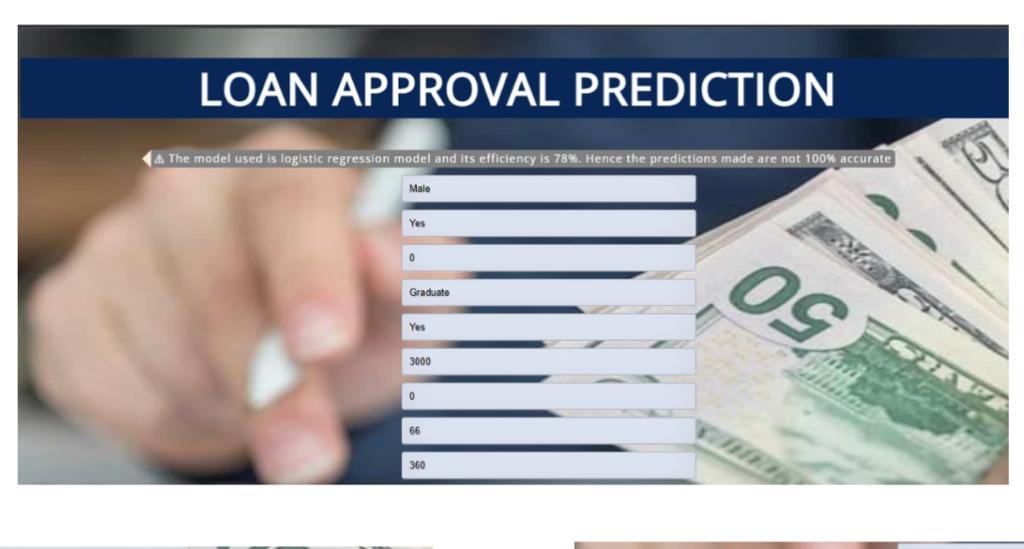 LOAN APPROVAL PREDICTION
⚠ The model used is logistic regression model and its efficiency is 78%. Hence the predictions made are not 100% accurate
Male
Yes
0
Graduate
Yes
3000
0
66
360
50